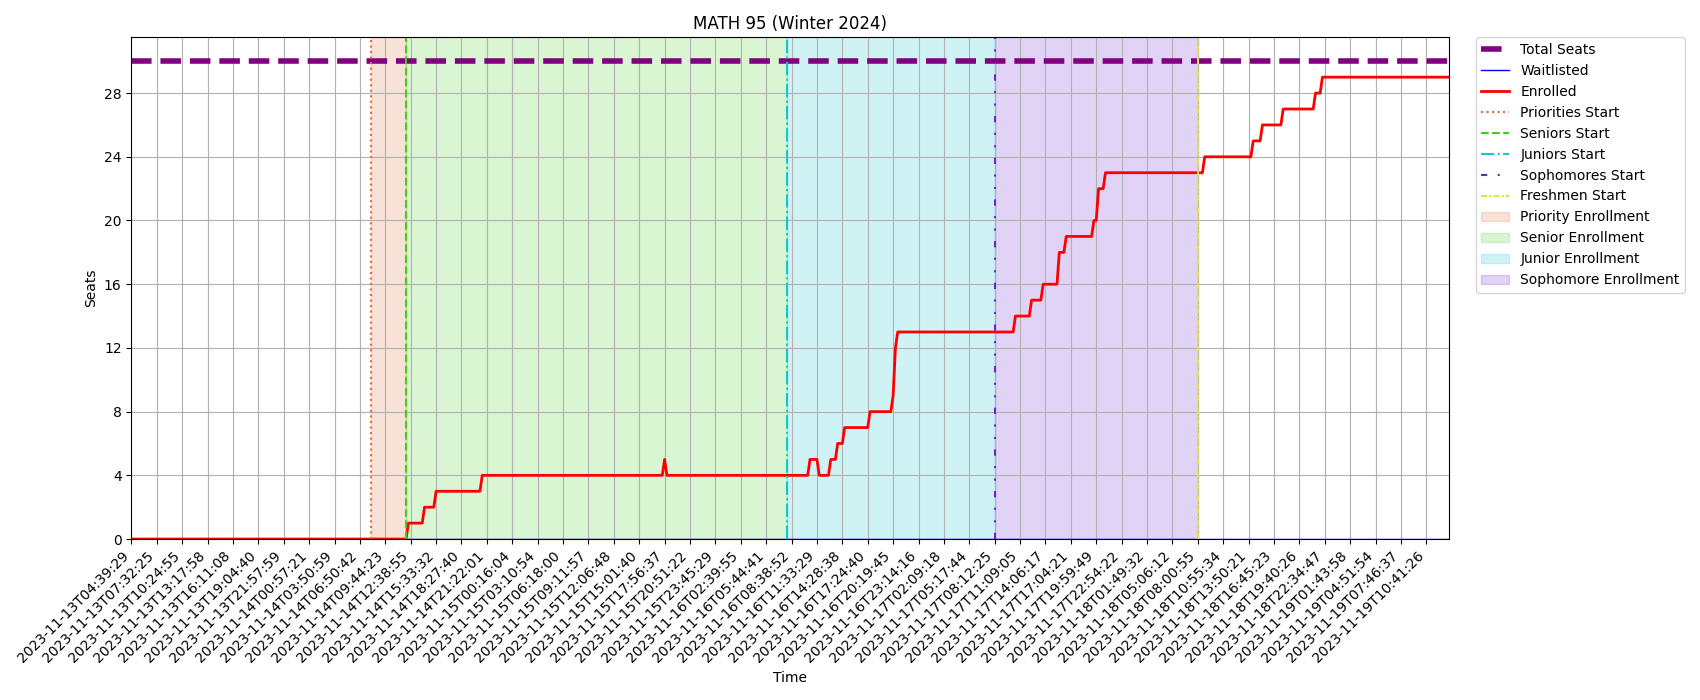 MATH 95 (Winter 2024)
Total Seats
Waitlisted
Enrolled
Priorities Start
Seniors Start
Juniors Start
Sophomores Start
Freshmen Start
Priority Enrollment
Senior Enrollment
Junior Enrollment
Sophomore Enrollment
Seats
28
24
20
16
12
8
4
0
2023-11-13T04:39:29
2023-11-13T07:32:25
2023-11-13T10:24:55
2023-11-13T13:17:58
2023-11-13T16:11:08
2023-11-13T19:04:40
2023-11-13T21:57:59
2023-11-14T00:57:21
2023-11-14T03:50:59
2023-11-14T06:50:42
2023-11-14T09:44:23
2023-11-14T12:38:55
2023-11-14T15:33:32
2023-11-14T18:27:40
2023-11-14T21:22:01
2023-11-15T00:16:04
2023-11-15T03:10:54
2023-11-15T06:18:00
2023-11-15T09:11:57
2023-11-15T12:06:48
2023-11-15T15:01:40
2023-11-15T17:56:37
2023-11-15T20:51:22
2023-11-15T23:45:29
2023-11-16T02:39:55
2023-11-16T05:44:41
2023-11-16T08:38:52
2023-11-16T11:33:29
2023-11-16T14:28:38
2023-11-16T17:24:40
2023-11-16T20:19:45
2023-11-16T23:14:16
2023-11-17T02:09:18
2023-11-17T05:17:44
2023-11-17T08:12:25
2023-11-17T11:09:05
2023-11-17T14:06:17
2023-11-17T17:04:21
2023-11-17T19:59:49
2023-11-17T22:54:22
2023-11-18T01:49:32
2023-11-18T05:06:12
2023-11-18T08:00:55
2023-11-18T10:55:34
2023-11-18T13:50:21
2023-11-18T16:45:23
2023-11-18T19:40:26
2023-11-18T22:34:47
2023-11-19T01:43:58
2023-11-19T04:51:54
2023-11-19T07:46:37
2023-11-19T10:41:26
Time